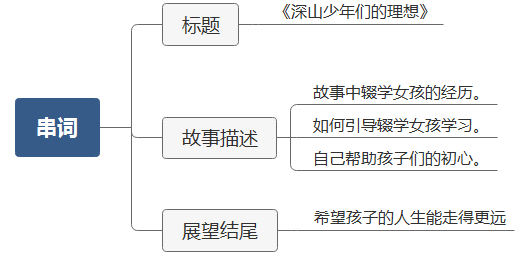 串词
标题
《深山少年们的理想》
故事描述
故事中辍学女孩的经历。
如何引导辍学女孩学习。
自己帮助孩子们的初心。
展望结尾
希望孩子的人生能走得更远